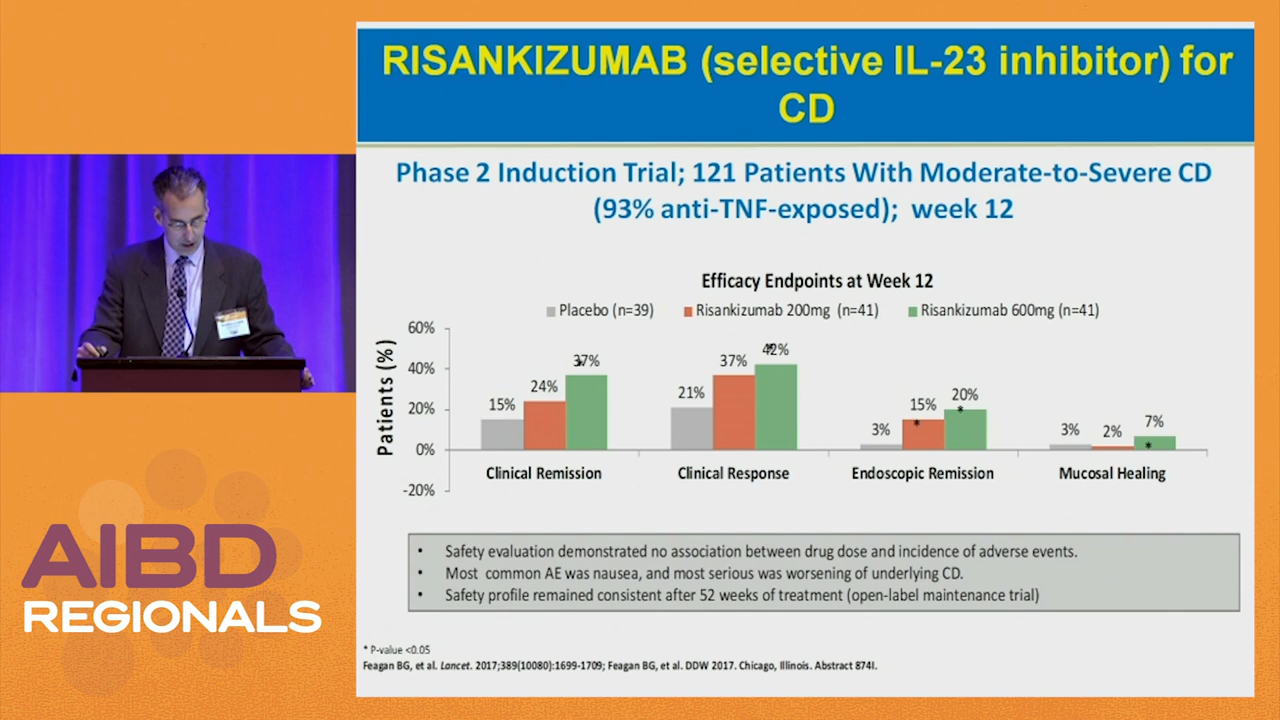 RISANKIZUMAB (selective IL-23 inhibitor) for
CD
Phase 2 Induction Trial; 121 Patients With Moderate-to-Severe CD
(93% anti-TNF-exposed); week 12
Efficacy Endpoints at Week 12
Placebo (n=39) Risankizumab 200mg (n=41) Risankizumab 600mg (n=41)
Patients (%)
60%
40%
20%
0%
-20%
15% 24% 37% *
21% 37% 42% *
3% 15% * 20% *
3% 2% 7% *
Clinical Remission Clinical Response Endoscopic Remission Mucosal Healing
• Safety evaluation demonstrated no association between drug dose and incidence of adverse events.
• Most common AE was nausea, and most serious was worsening of underlying CD.
• Safety profile remained consistent after 52 weeks of treatment (open-label maintenance trial)
* P-value <0.05
Feagan BG, et al. Lancet. 2017;389(10080):1699-1709; Feagan BG, et al. DDW 2017. Chicago, Illinois. Abstract 874I.
AIBD
REGIONALS